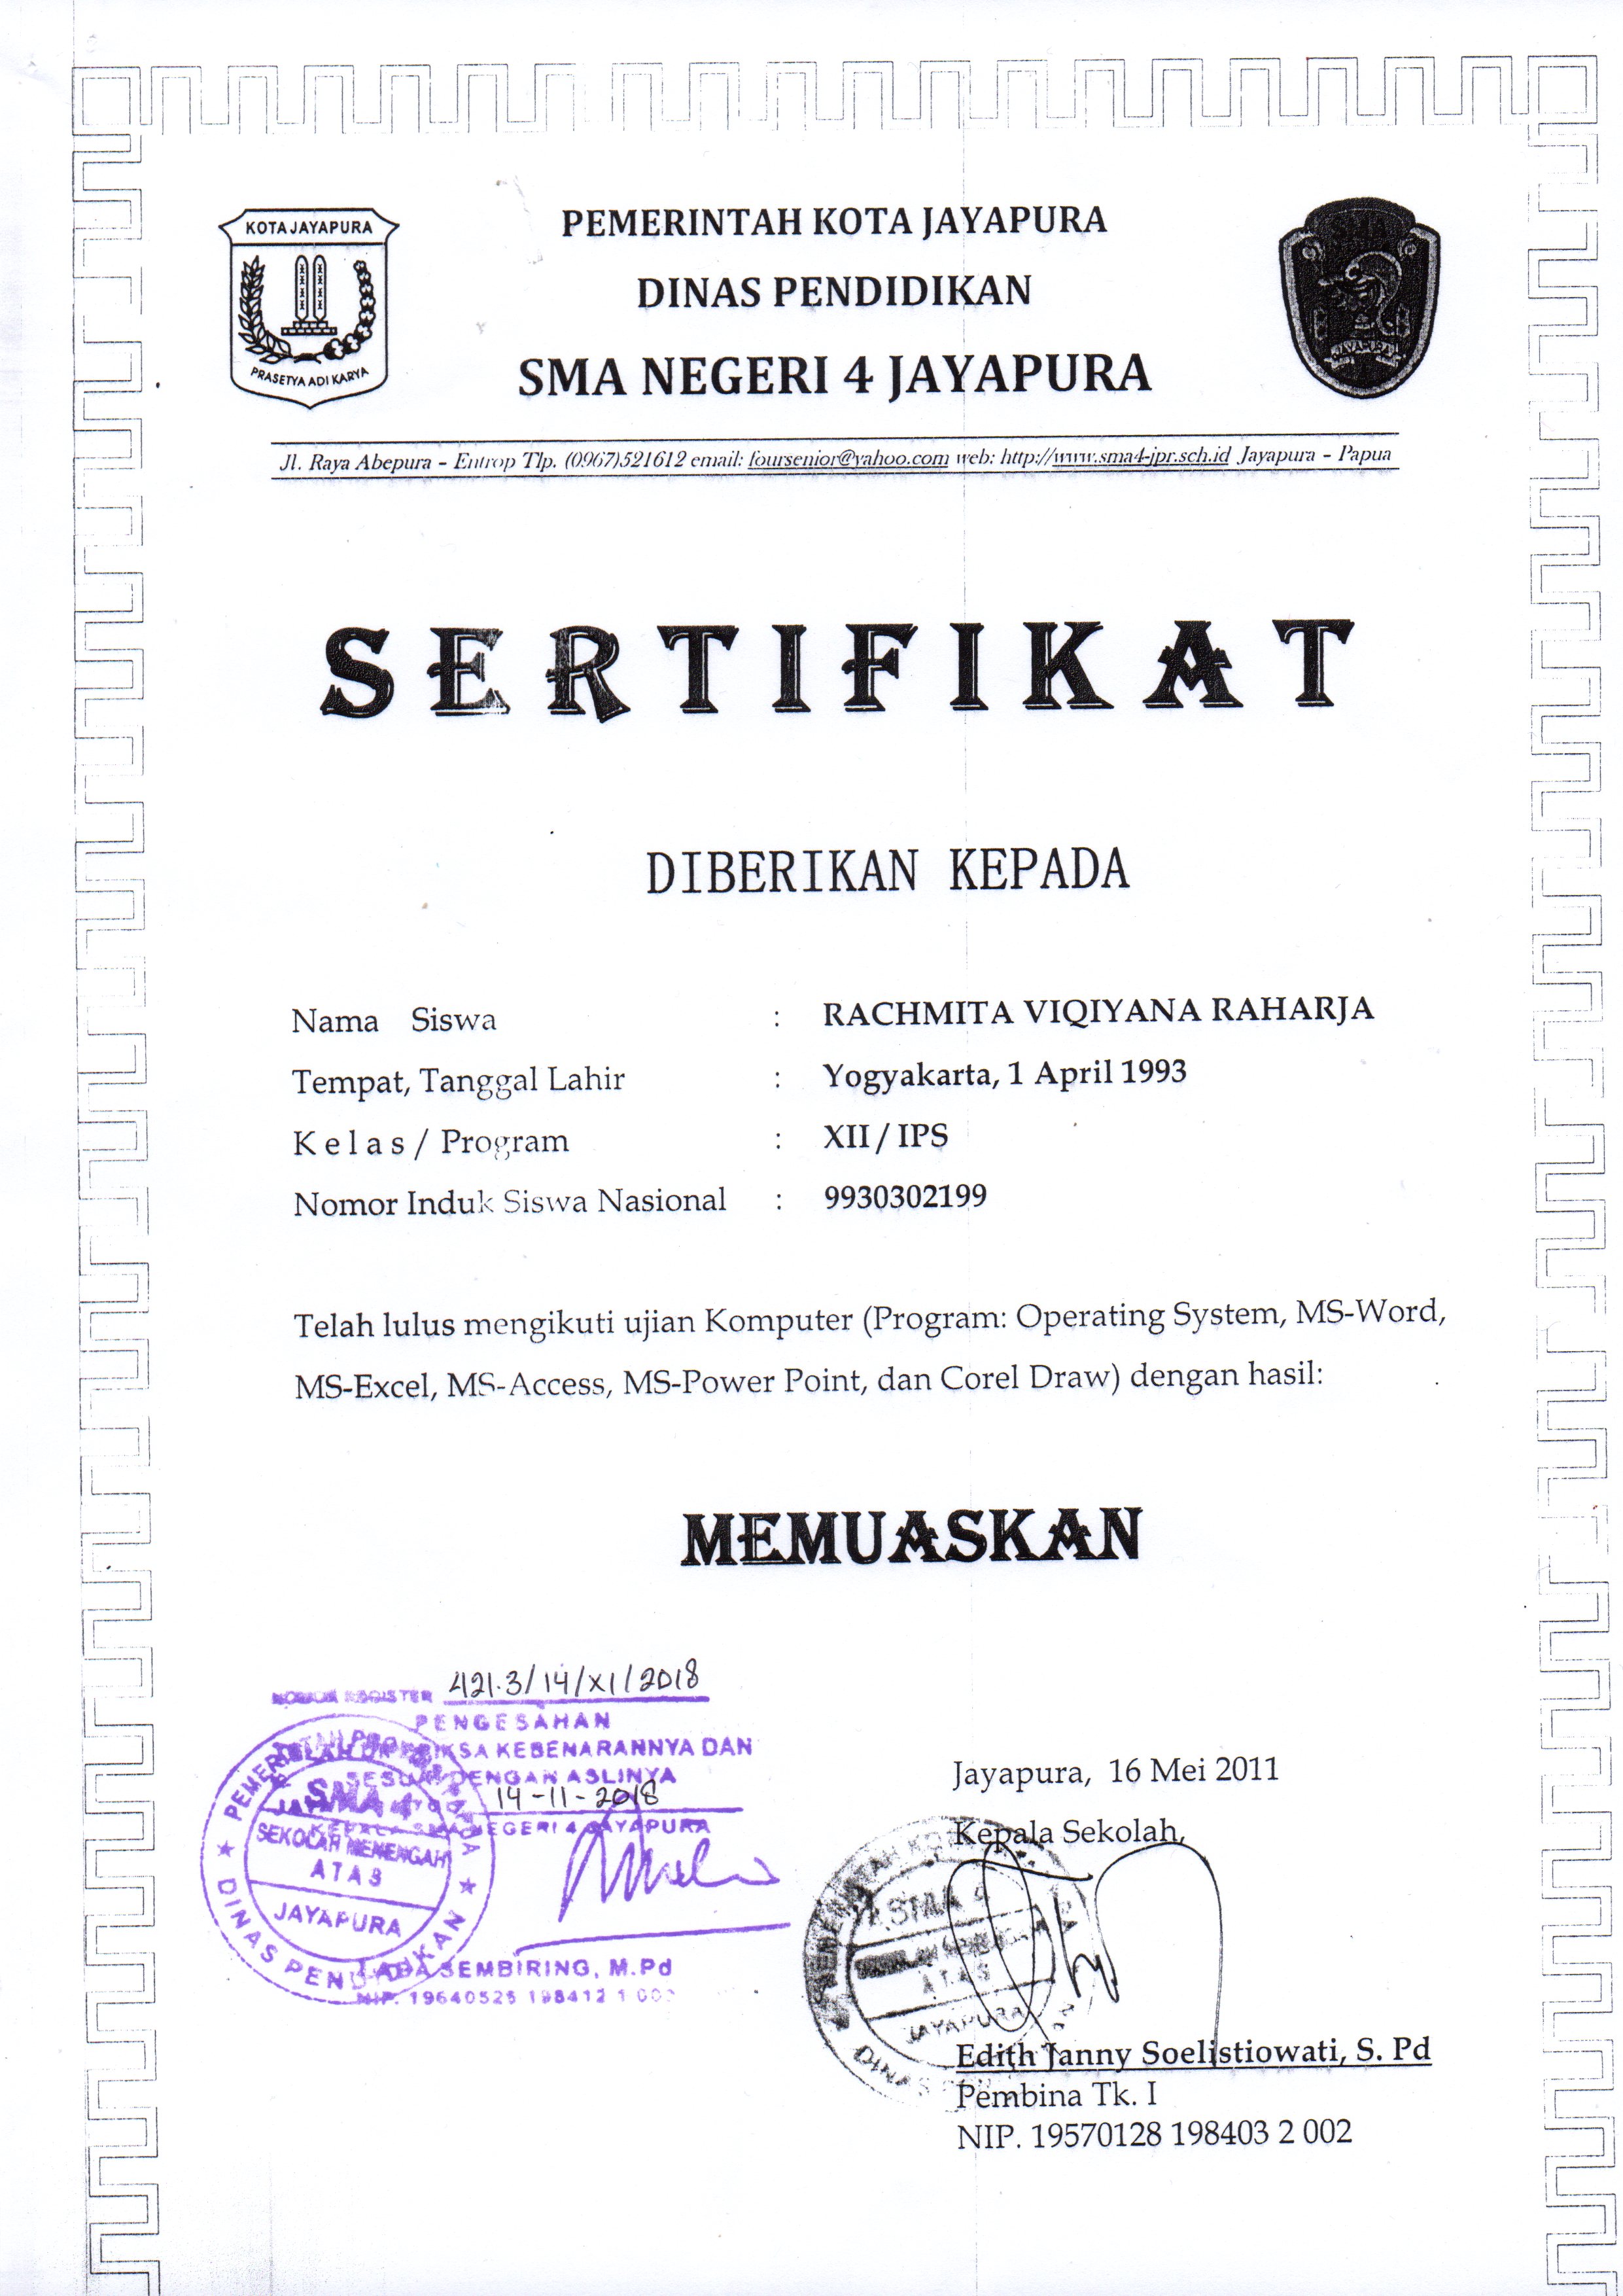 KOTA JAYAPURA
PRASETYA ADI KARYA
PEMERINTAH KOTA JAYAPURA
DINAS PENDIDIKAN
SMA NEGERI 4 JAYAPURA
Jl. Raya Abepura – Entrop Tlp. (0967)521612 email: foursenior@yahoo.com web: http://www.sma4-jpr.sch.id Jayapura – Papua
SERTIFIKAT
DIBERIKAN KEPADA
Nama Siswa : RACHMITA VIQIYANA RAHARJA
Tempat, Tanggal Lahir : Yogyakarta, 1 April 1993
Kelas / Program : XII / IPS
Nomor Induk Siswa Nasional : 9930302199
Telah lulus mengikuti ujian Komputer (Program: Operating System, MS-Word,
MS-Excel, MS-Access, MS-Power Point, dan Corel Draw) dengan hasil:
MEMUASKAN
NOMOR REGISTER 421.3/14/XI/2018
PENGESAHAN
TELAH DIPERIKSA KEBENARANNYA DAN
SESUAI DENGAN ASLINYA
14-11-2018
KEPALA SMA NEGERI 4 JAYAPURA
SMA 4
SEKOLAH MENENGAH
ATAS
JAYAPURA
DINAS PENDIDIKAN
SEMBIRING, M.Pd
NIP. 19640525 198412 1
Jayapura, 16 Mei 2011
Kepala Sekolah,
SMA 4
ATAS
JAYAPURA
Edith Janny Soelistiowati, S. Pd
Pembina Tk. I
NIP. 19570128 198403 2 002